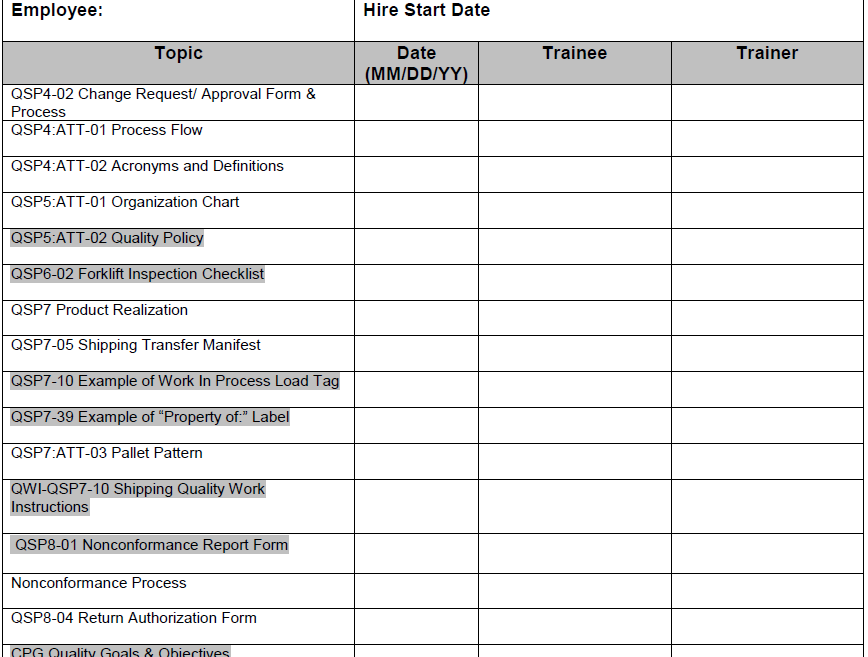 Employee:
Hire Start Date
Topic
Date
(MM/DD/YY)
Trainee
Trainer
QSP4-02 Change Request/ Approval Form &
Process
QSP4:ATT-01 Process Flow
QSP4:ATT-02 Acronyms and Definitions
QSP5:ATT-01 Organization Chart
QSP5:ATT-02 Quality Policy
QSP6-02 Forklift Inspection Checklist
QSP7 Product Realization
QSP7-05 Shipping Transfer Manifest
QSP7-10 Example of Work In Process Load Tag
QSP7-39 Example of “Property of:” Label
QSP7:ATT-03 Pallet Pattern
QWI-QSP7-10 Shipping Quality Work
Instructions
QSP8-01 Nonconformance Report Form
Nonconformance Process
QSP8-04 Return Authorization Form
CPG Quality Goals & Objectives